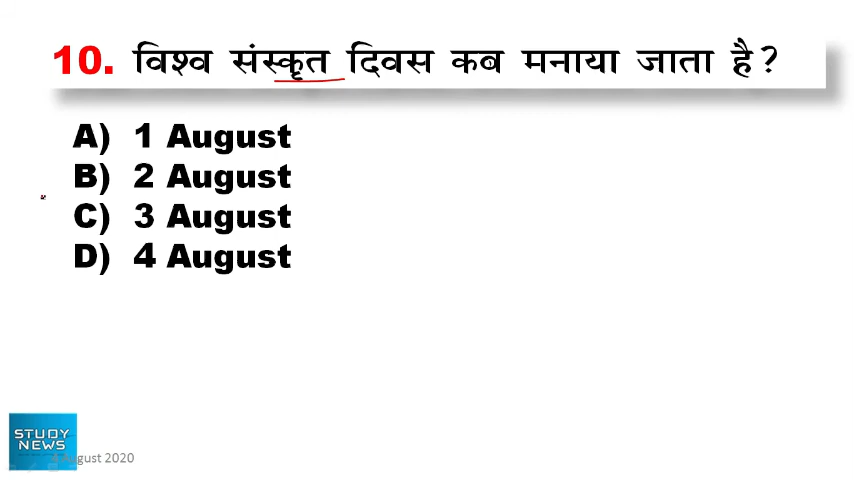 10. विश्व संस्कृत दिवस कब मनाया जाता है?
A) 1 August
B) 2 August
C) 3 August
D) 4 August
STUDY
NEWS
August 2020